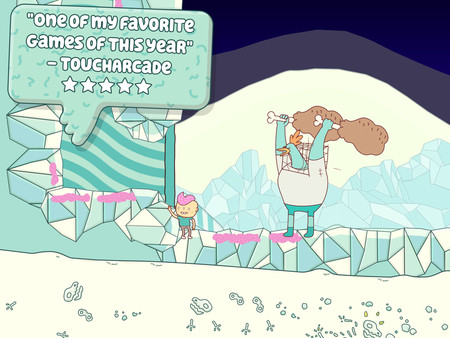 "ONE OF MY FAVORITE
GAMES OF THIS YEAR"
- TOUCHARCADE